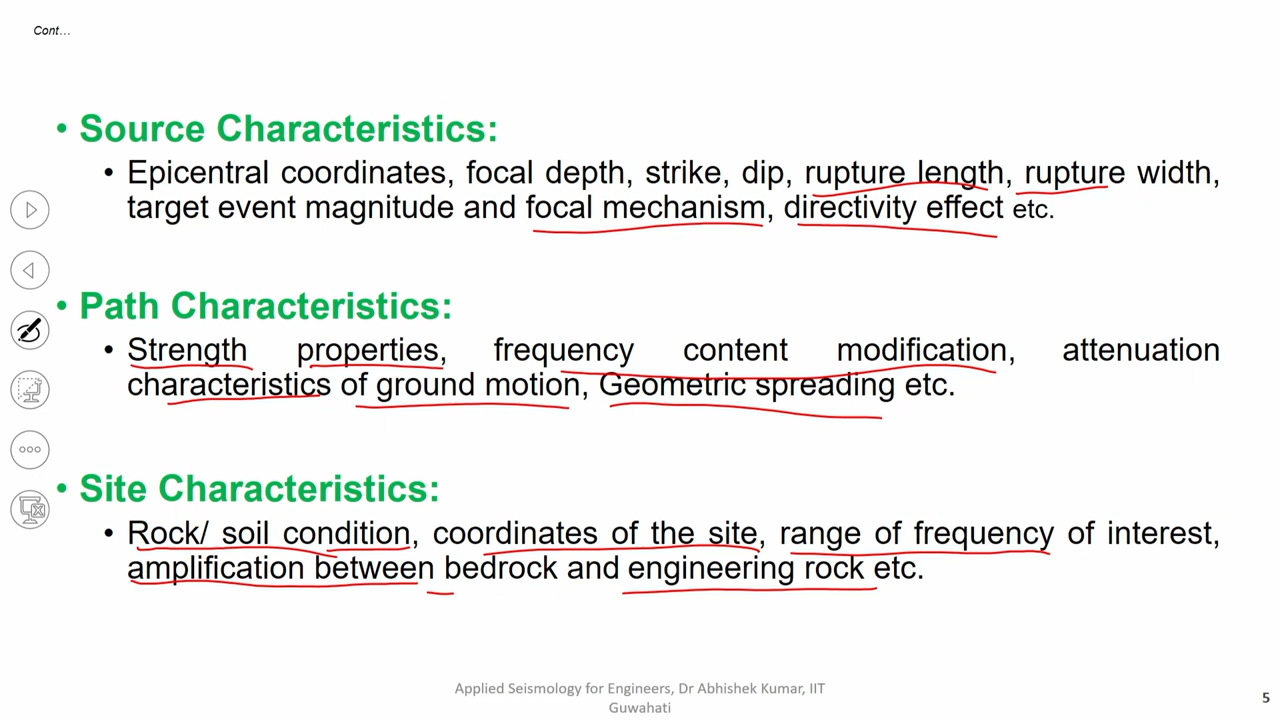 Cont…
• Source Characteristics:
• Epicentral coordinates, focal depth, strike, dip, rupture length, rupture width,
target event magnitude and focal mechanism, directivity effect etc.
• Path Characteristics:
• Strength properties, frequency content modification, attenuation
characteristics of ground motion, Geometric spreading etc.
• Site Characteristics:
• Rock/ soil condition, coordinates of the site, range of frequency of interest,
amplification between bedrock and engineering rock etc.
Applied Seismology for Engineers, Dr Abhishek Kumar, IIT
Guwahati
5